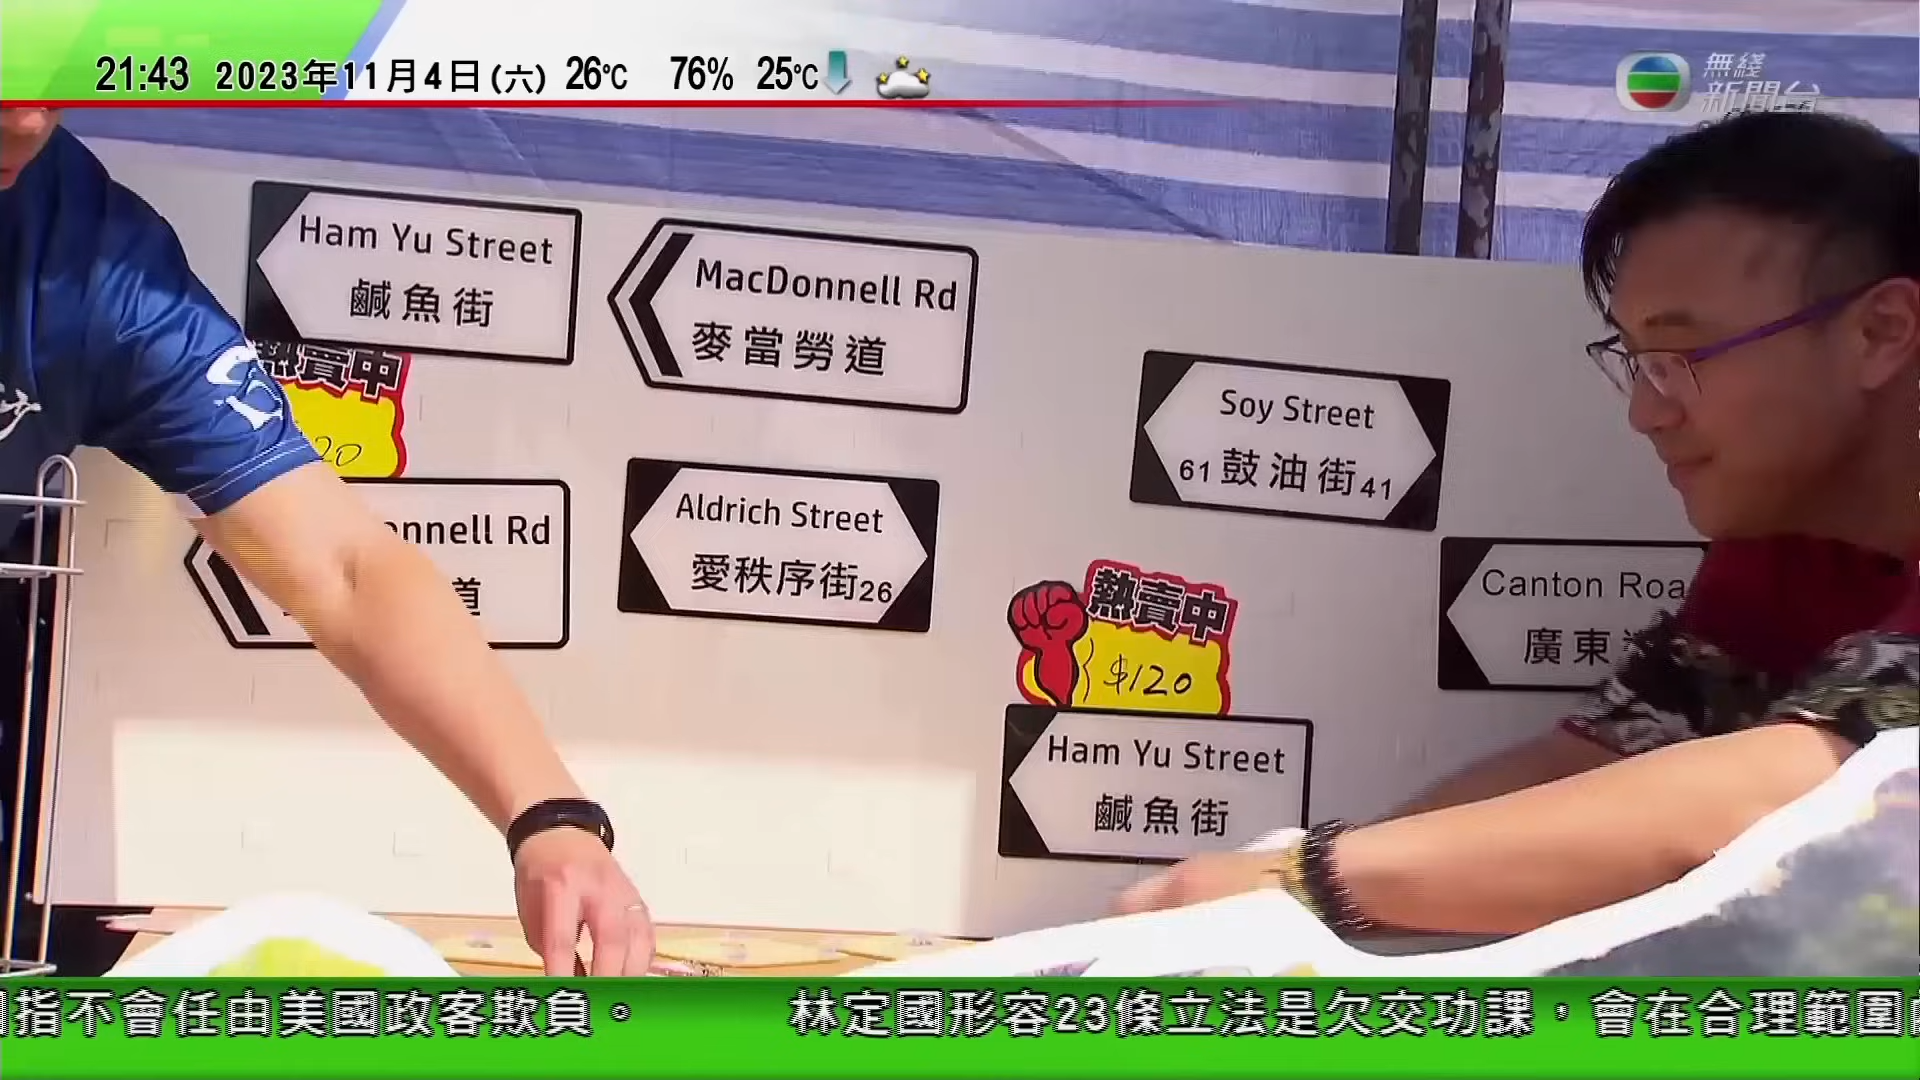 21:43 2023年11月4日(六) 26℃ 76% 25℃
無綫
新聞台
Ham Yu Street
鹹魚街
MacDonnell Rd
麥當勞道
熱賣中
20
Soy Street
61 鼓油街 41
onnell Rd
道
Aldrich Street
愛秩序街26
Canton Roa
廣東
熱賣中
$120
Ham Yu Street
鹹魚街
指不會任由美國政客欺負。 林定國形容23條立法是欠交功課，會在合理範圍